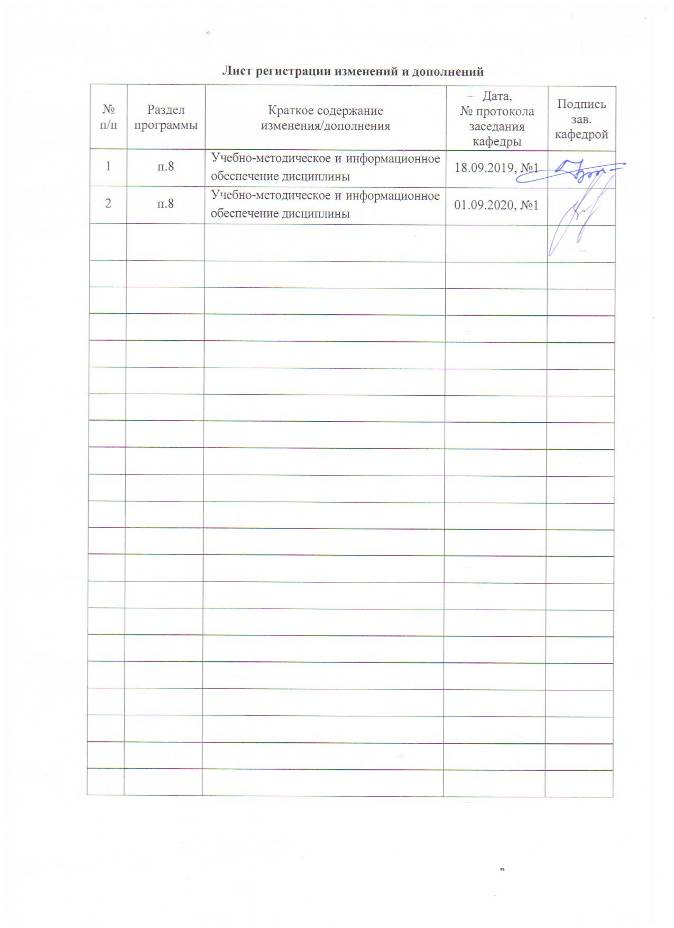 Лист регистрации изменений и дополнений
№
п/п
Раздел
программы
Краткое содержание
изменения/дополнения
– Дата,
№ протокола
заседания
кафедры
Подпись
зав.
кафедрой
1
п.8
Учебно-методическое и информационное
обеспечение дисциплины
18.09.2019, №1
2
п.8
Учебно-методическое и информационное
обеспечение дисциплины
01.09.2020, №1